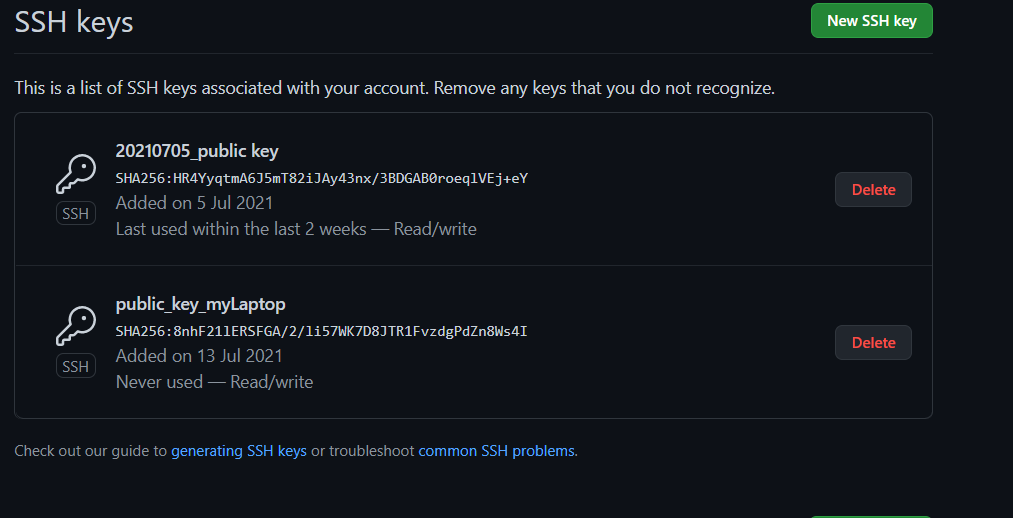 SSH keys
New SSH key
This is a list of SSH keys associated with your account. Remove any keys that you do not recognize.
20210705_public key
SHA256:HR4YyqtmA6J5mT82iJAy43nx/3BDGAB0roeqlVEj+eY
Added on 5 Jul 2021
Last used within the last 2 weeks — Read/write
SSH
Delete
public_key_myLaptop
SHA256:8nhF21lERSFGA/2/li57WK7D8JTR1FvzdgPdZn8Ws4I
Added on 13 Jul 2021
Never used — Read/write
SSH
Delete
Check out our guide to generating SSH keys or troubleshoot common SSH problems.